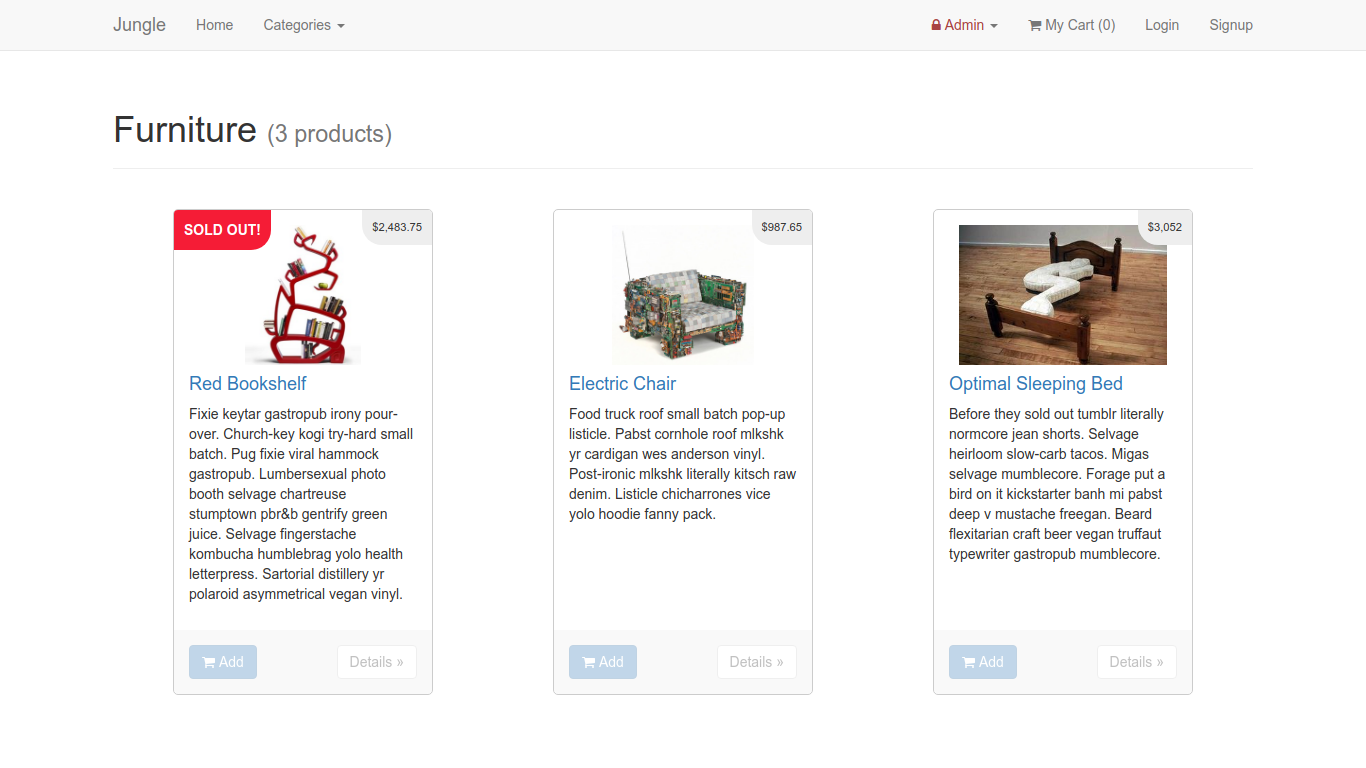 Jungle Home Categories Admin My Cart (0) Login Signup
Furniture (3 products)
SOLD OUT! $2,483.75
Red Bookshelf
Fixie keytar gastropub irony pour-
over. Church-key kogi try-hard small
batch. Pug fixie viral hammock
gastropub. Lumbersexual photo
booth selvage chartreuse
stumptown pbr&b gentrify green
juice. Selvage fingerstache
kombucha humblebrag yolo health
letterpress. Sartorial distillery yr
polaroid asymmetrical vegan vinyl.
Add Details »
$987.65
Electric Chair
Food truck roof small batch pop-up
listicle. Pabst cornhole roof mlkshk
yr cardigan wes anderson vinyl.
Post-ironic mlkshk literally kitsch raw
denim. Listicle chicharrones vice
yolo hoodie fanny pack.
Add Details »
$3,052
Optimal Sleeping Bed
Before they sold out tumblr literally
normcore jean shorts. Selvage
heirloom slow-carb tacos. Migas
selvage mumblecore. Forage put a
bird on it kickstarter banh mi pabst
deep v mustache freegan. Beard
flexitarian craft beer vegan truffaut
typewriter gastropub mumblecore.
Add Details »